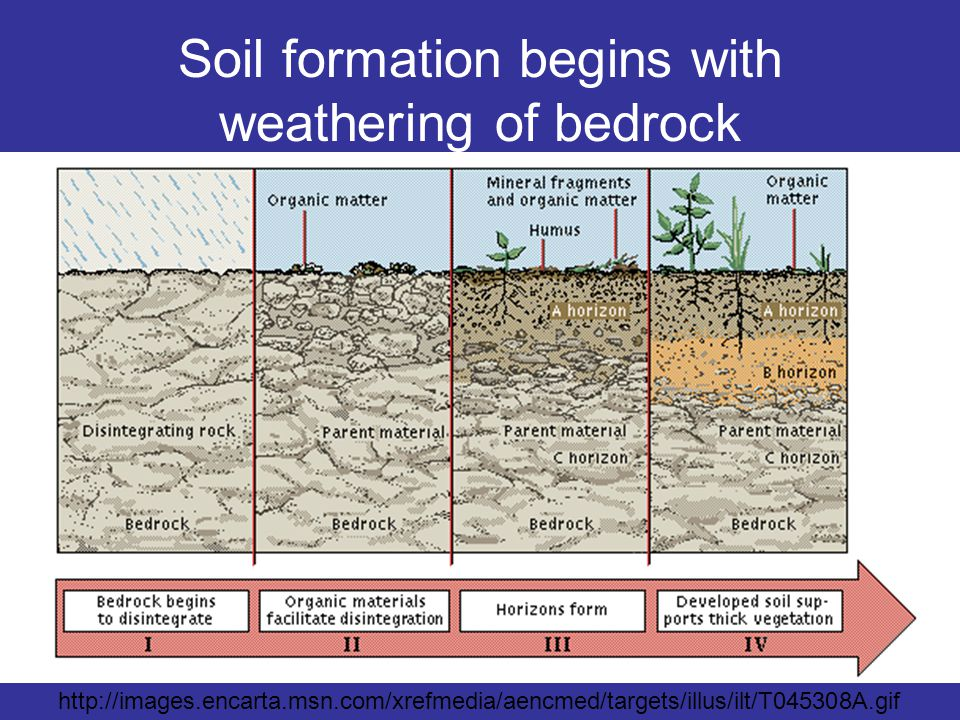 Soil formation begins with
weathering of bedrock
Organic matter
Mineral fragments
and organic matter
Humus
Organic
matter
A horizon
A horizon
B horizon
Disintegrating rock
Parent material
Parent material
Parent material
C horizon
C horizon
Bedrock
Bedrock
Bedrock
Bedrock
Bedrock begins
to disintegrate
Organic materials
facilitate disintegration
Horizons form
Developed soil sup-
ports thick vegetation
I
II
III
IV
http://images.encarta.msn.com/xrefmedia/aencmed/targets/illus/ilt/T045308A.gif